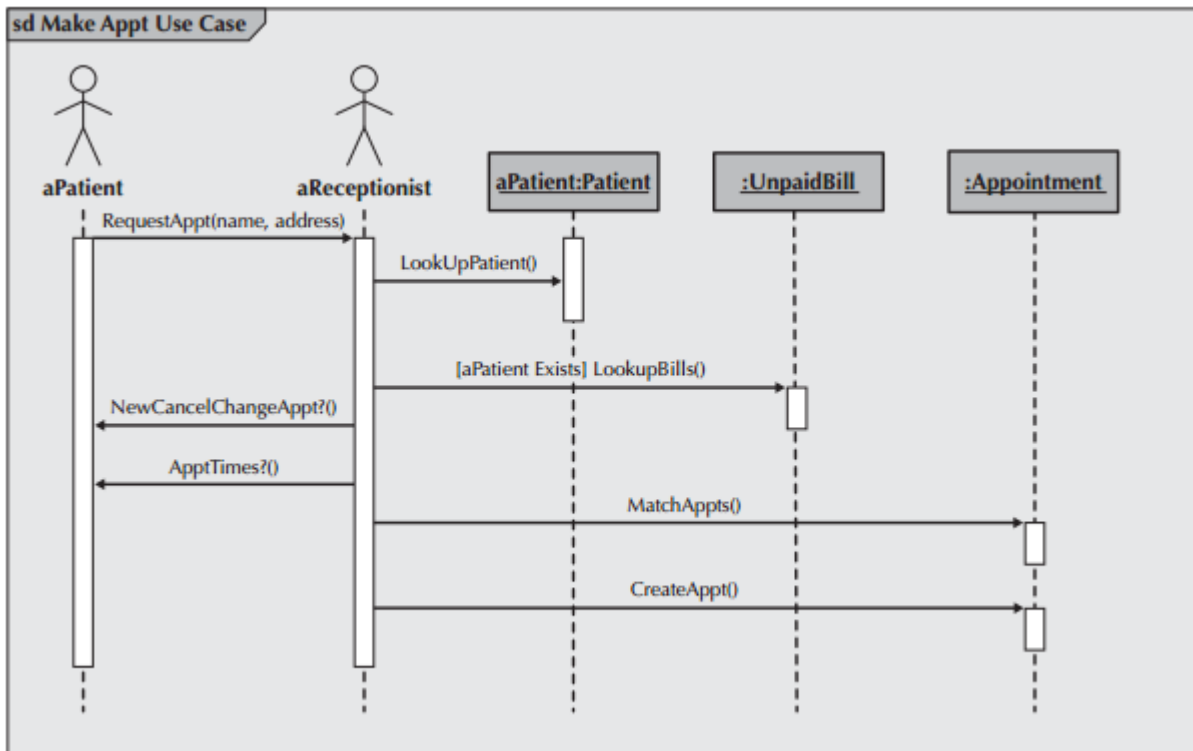 sd Make Appt Use Case
aPatient
aReceptionist
aPatient:Patient
:UnpaidBill
:Appointment
RequestAppt(name, address)
LookUpPatient()
[aPatient Exists] LookupBills()
NewCancelChangeAppt?()
ApptTimes?()
MatchAppts()
CreateAppt()